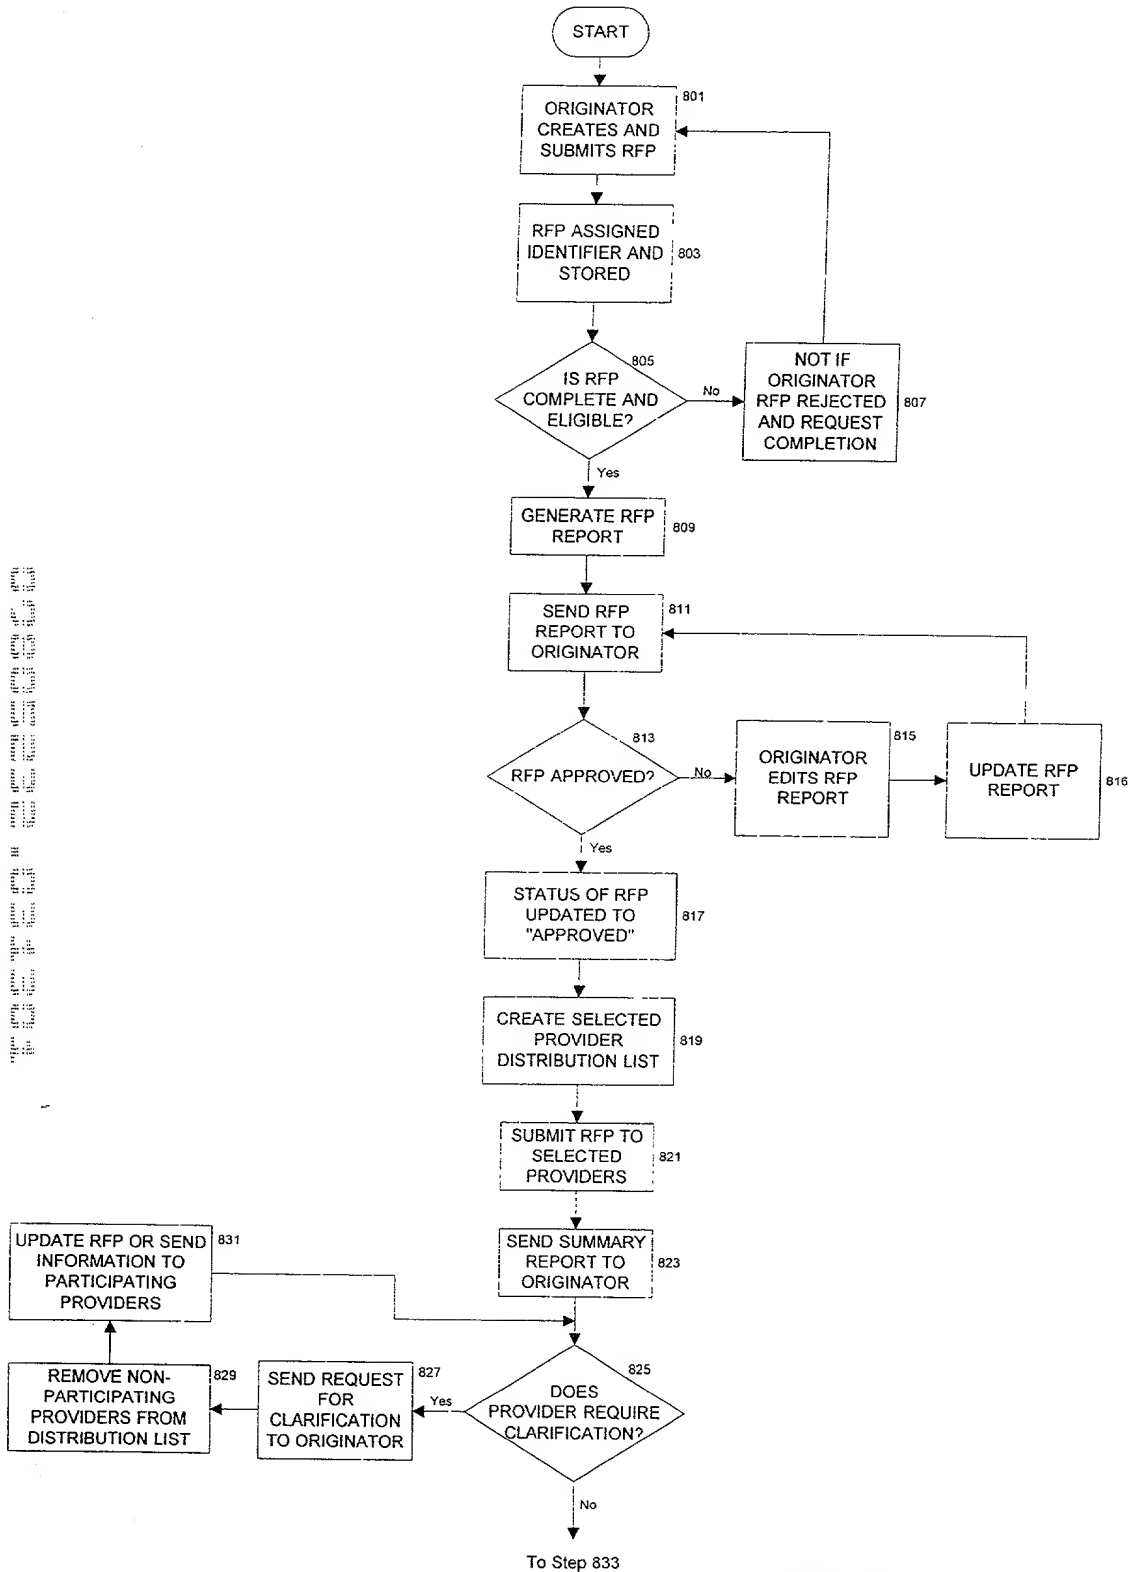 START
801
ORIGINATOR
CREATES AND
SUBMITS RFP
RFP ASSIGNED
IDENTIFIER AND
STORED
803
805
IS RFP
COMPLETE AND
ELIGIBLE?
No
NOT IF
ORIGINATOR
RFP REJECTED
AND REQUEST
COMPLETION
807
Yes
GENERATE RFP
REPORT
809
SEND RFP
REPORT TO
ORIGINATOR
811
813
RFP APPROVED?
No
815
ORIGINATOR
EDITS RFP
REPORT
UPDATE RFP
REPORT
816
Yes
STATUS OF RFP
UPDATED TO
"APPROVED"
817
CREATE SELECTED
PROVIDER
DISTRIBUTION LIST
819
SUBMIT RFP TO
SELECTED
PROVIDERS
821
SEND SUMMARY
REPORT TO
ORIGINATOR
823
825
DOES
PROVIDER REQUIRE
CLARIFICATION?
Yes
827
SEND REQUEST
FOR
CLARIFICATION
TO ORIGINATOR
829
REMOVE NON-
PARTICIPATING
PROVIDERS FROM
DISTRIBUTION LIST
831
UPDATE RFP OR SEND
INFORMATION TO
PARTICIPATING
PROVIDERS
No
To Step 833